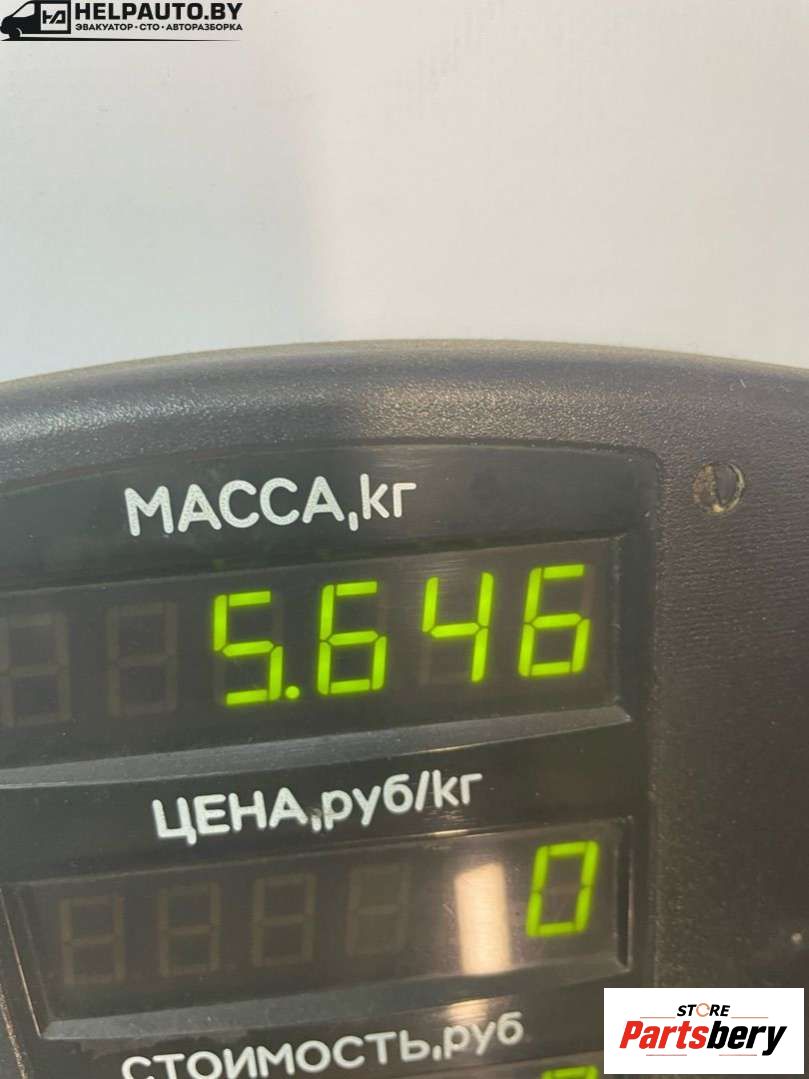 HELPAUTO.BY
ЭВАКУАТОР•СТО•АВТОРАЗБОРКА
МАССА,кг
5.646
ЦЕНА,руб/кг
0
СТОИМОСТЬ,руб
STORE
Partsbery